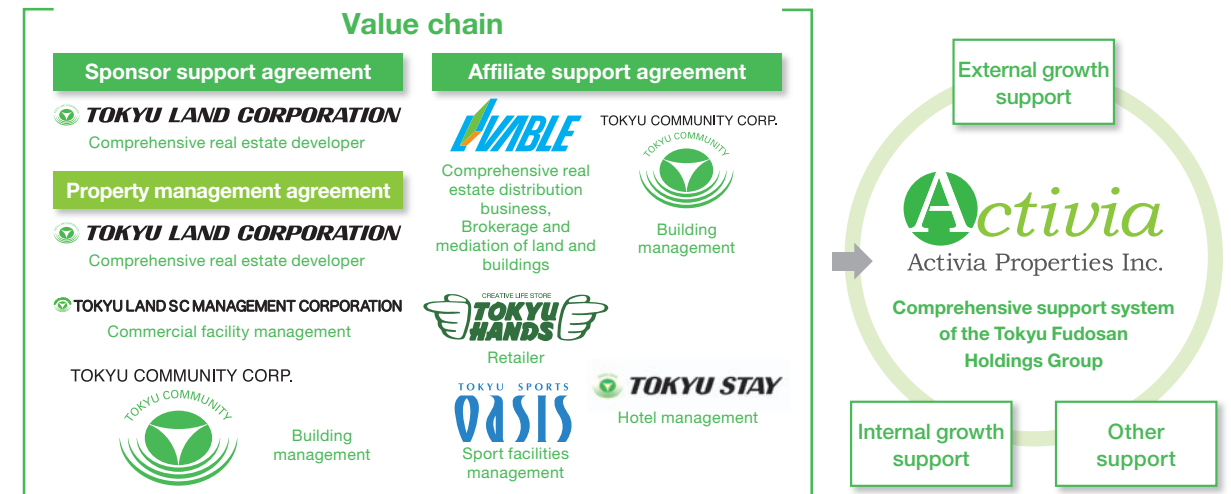 Value chain
Sponsor support agreement
TOKYU LAND CORPORATION
Comprehensive real estate developer
Property management agreement
TOKYU LAND CORPORATION
Comprehensive real estate developer
TOKYU LAND SC MANAGEMENT CORPORATION
Commercial facility management
TOKYU COMMUNITY CORP.
TOKYU COMMUNITY
Building
management
Affiliate support agreement
LIVABLE
Comprehensive real
estate distribution
business,
Brokerage and
mediation of land and
buildings
TOKYU COMMUNITY CORP.
TOKYU COMMUNITY
Building
management
CREATIVE LIFE STORE
TOKYU
HANDS
Retailer
TOKYU SPORTS
OASIS
Sport facilities
management
TOKYU STAY
Hotel management
External growth
support
Activia
Activia Properties Inc.
Comprehensive support system
of the Tokyu Fudosan
Holdings Group
Internal growth
support
Other
support